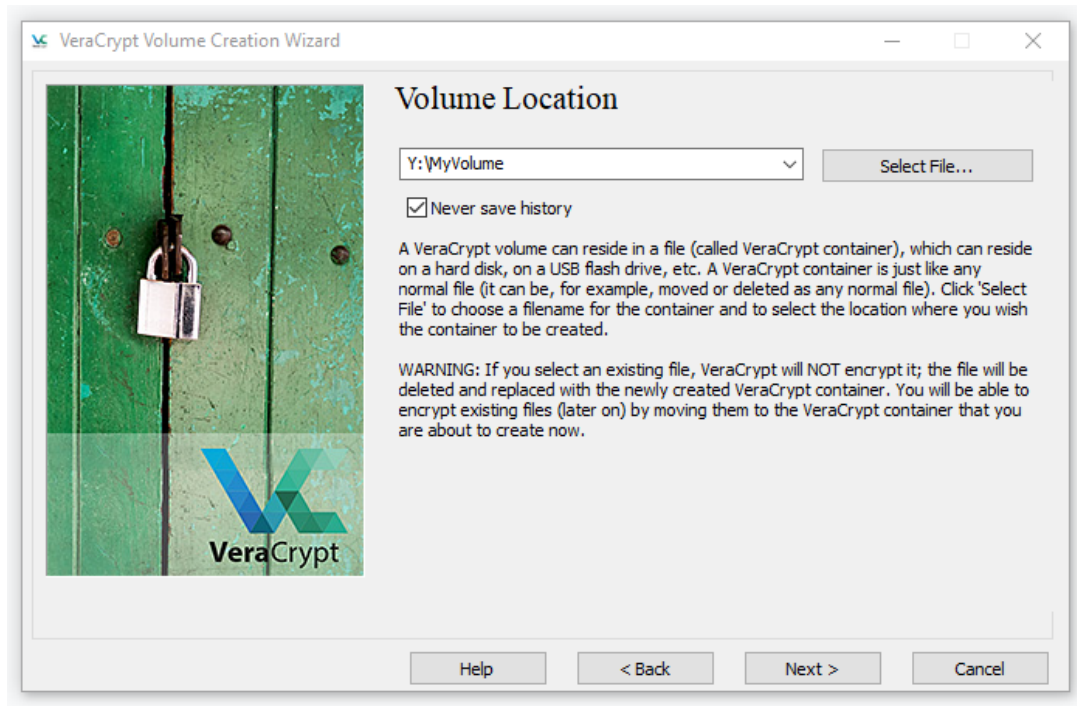 VeraCrypt Volume Creation Wizard
Volume Location
Y:\MyVolume
Select File...
Never save history
A VeraCrypt volume can reside in a file (called VeraCrypt container), which can reside
on a hard disk, on a USB flash drive, etc. A VeraCrypt container is just like any
normal file (it can be, for example, moved or deleted as any normal file). Click 'Select
File' to choose a filename for the container and to select the location where you wish
the container to be created.
WARNING: If you select an existing file, VeraCrypt will NOT encrypt it; the file will be
deleted and replaced with the newly created VeraCrypt container. You will be able to
encrypt existing files (later on) by moving them to the VeraCrypt container that you
are about to create now.
VeraCrypt
Help
< Back
Next >
Cancel